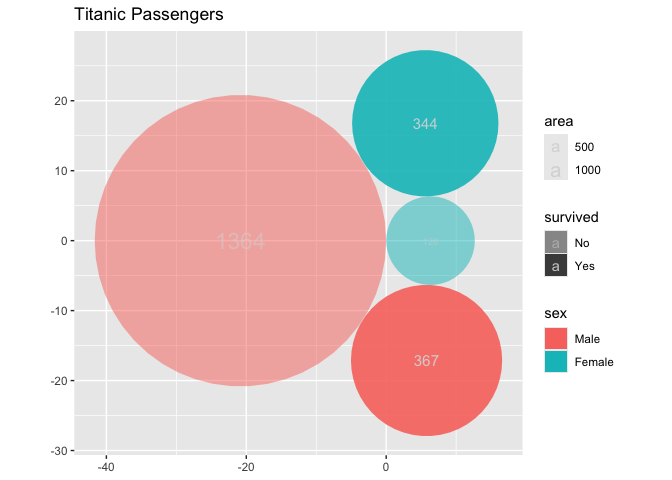 Titanic Passengers
20
10
0
-10
-20
-30
-40
-20
0
1364
344
367
area
a 500
a 1000
survived
a No
a Yes
sex
Male
Female